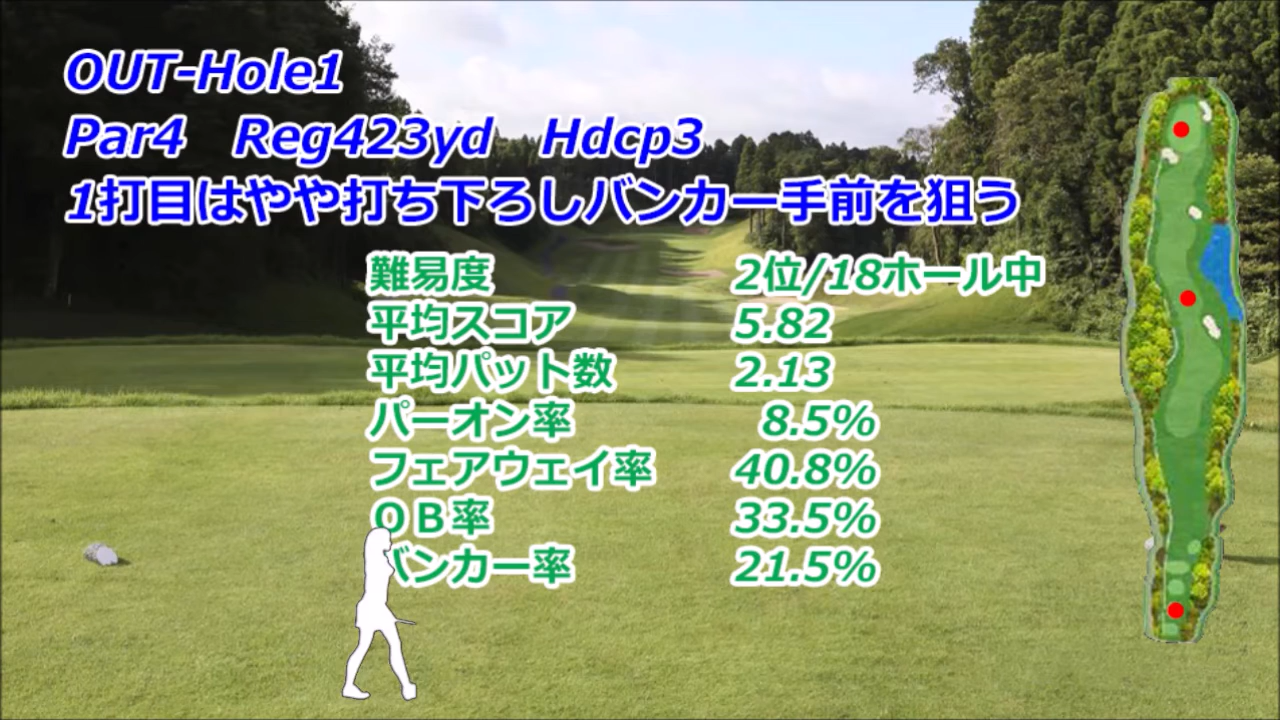 OUT-Hole1
Par4　Reg423yd　Hdcp3
1打目はやや打ち下ろしバンカー手前を狙う
難易度　2位/18ホール中
平均スコア　5.82
平均パット数　2.13
パーオン率　8.5%
フェアウェイ率　40.8%
ＯＢ率　33.5%
バンカー率　21.5%